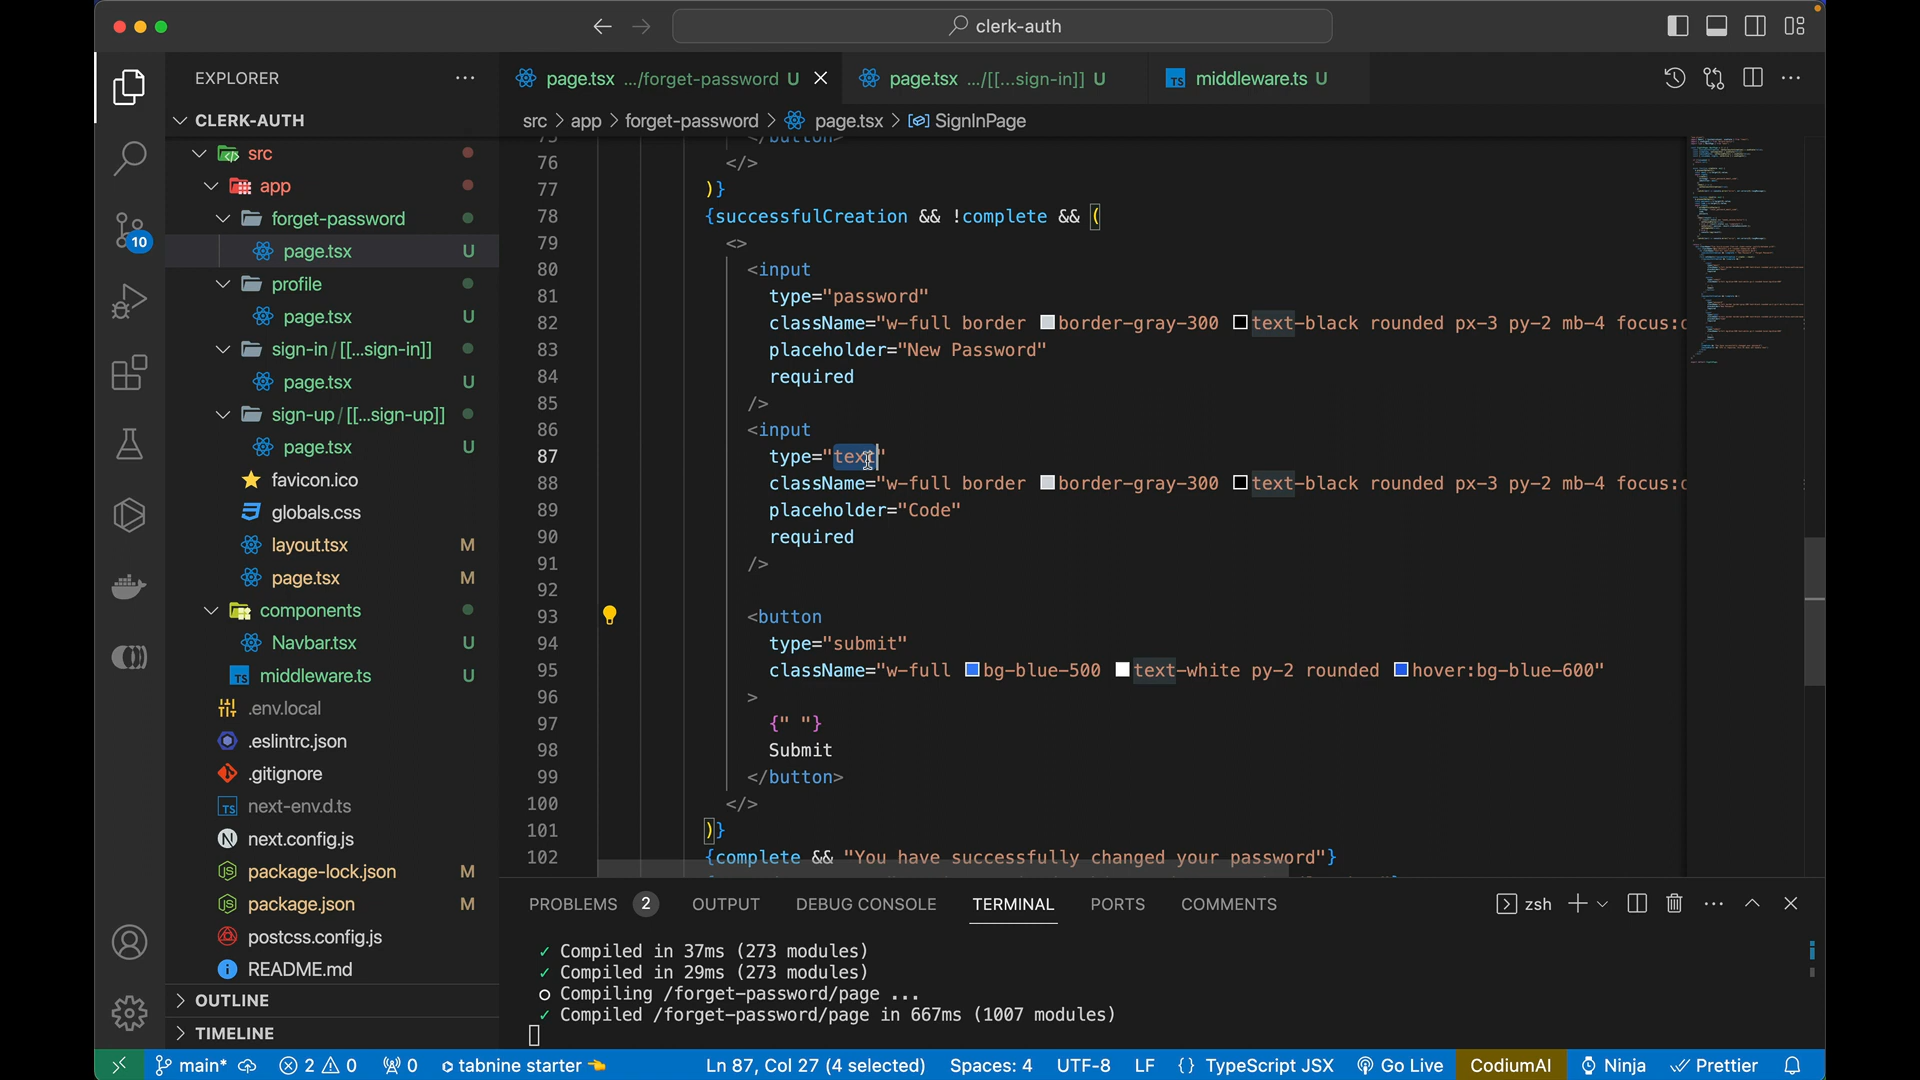 clerk-auth
EXPLORER
page.tsx .../forget-password U
page.tsx .../[[...sign-in]] U
TS middleware.ts U
CLERK-AUTH
src > app > forget-password > page.tsx > SignInPage
src
app
forget-password
page.tsx U
profile
page.tsx U
sign-in/[[...sign-in]]
page.tsx U
sign-up/[[...sign-up]]
page.tsx U
favicon.ico
globals.css
layout.tsx M
page.tsx M
components
Navbar.tsx U
TS middleware.ts U
.env.local
.eslintrc.json
.gitignore
TS next-env.d.ts
next.config.js
package-lock.json M
package.json M
postcss.config.js
README.md
OUTLINE
TIMELINE
10
75 </button>
76 </>
77 )}
78 {successfulCreation && !complete && (
79 <>
80 <input
81 type="password"
82 className="w-full border border-gray-300 text-black rounded px-3 py-2 mb-4 focus:o
83 placeholder="New Password"
84 required
85 />
86 <input
87 type="text"
88 className="w-full border border-gray-300 text-black rounded px-3 py-2 mb-4 focus:o
89 placeholder="Code"
90 required
91 />
92
93 <button
94 type="submit"
95 className="w-full bg-blue-500 text-white py-2 rounded hover:bg-blue-600"
96 >
97 {" "}
98 Submit
99 </button>
100 </>
101 )}
102 {complete && "You have successfully changed your password"}
PROBLEMS 2 OUTPUT DEBUG CONSOLE TERMINAL PORTS COMMENTS zsh
✓ Compiled in 37ms (273 modules)
✓ Compiled in 29ms (273 modules)
○ Compiling /forget-password/page ...
✓ Compiled /forget-password/page in 667ms (1007 modules)
main* 2 0 0 tabnine starter Ln 87, Col 27 (4 selected) Spaces: 4 UTF-8 LF {} TypeScript JSX Go Live CodiumAI Ninja Prettier